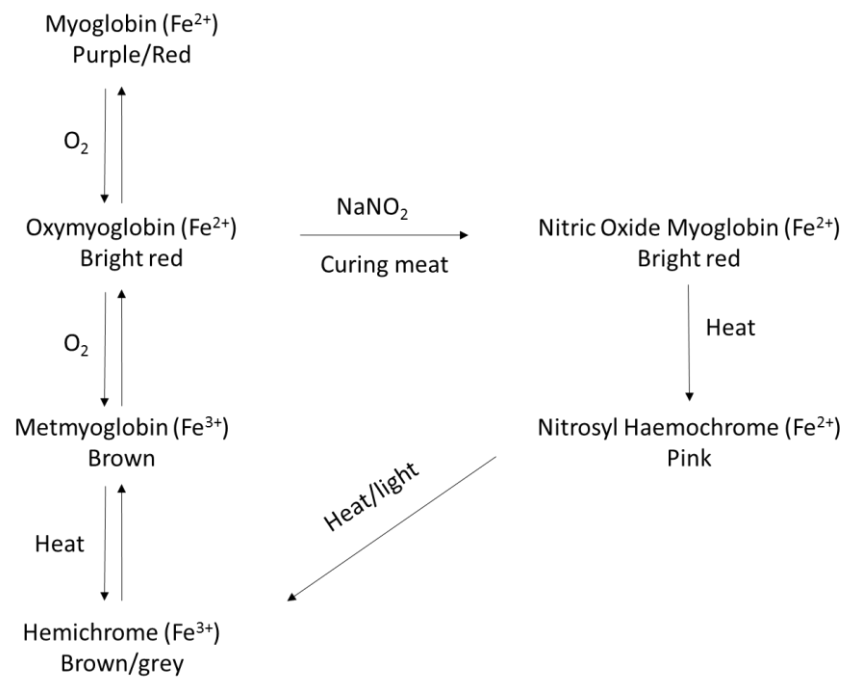 Myoglobin (Fe²⁺)
Purple/Red
O₂
Oxymyoglobin (Fe²⁺)
Bright red
NaNO₂
Curing meat
Nitric Oxide Myoglobin (Fe²⁺)
Bright red
O₂
Heat
Metmyoglobin (Fe³⁺)
Brown
Nitrosyl Haemochrome (Fe²⁺)
Pink
Heat/light
Heat
Hemichrome (Fe³⁺)
Brown/grey